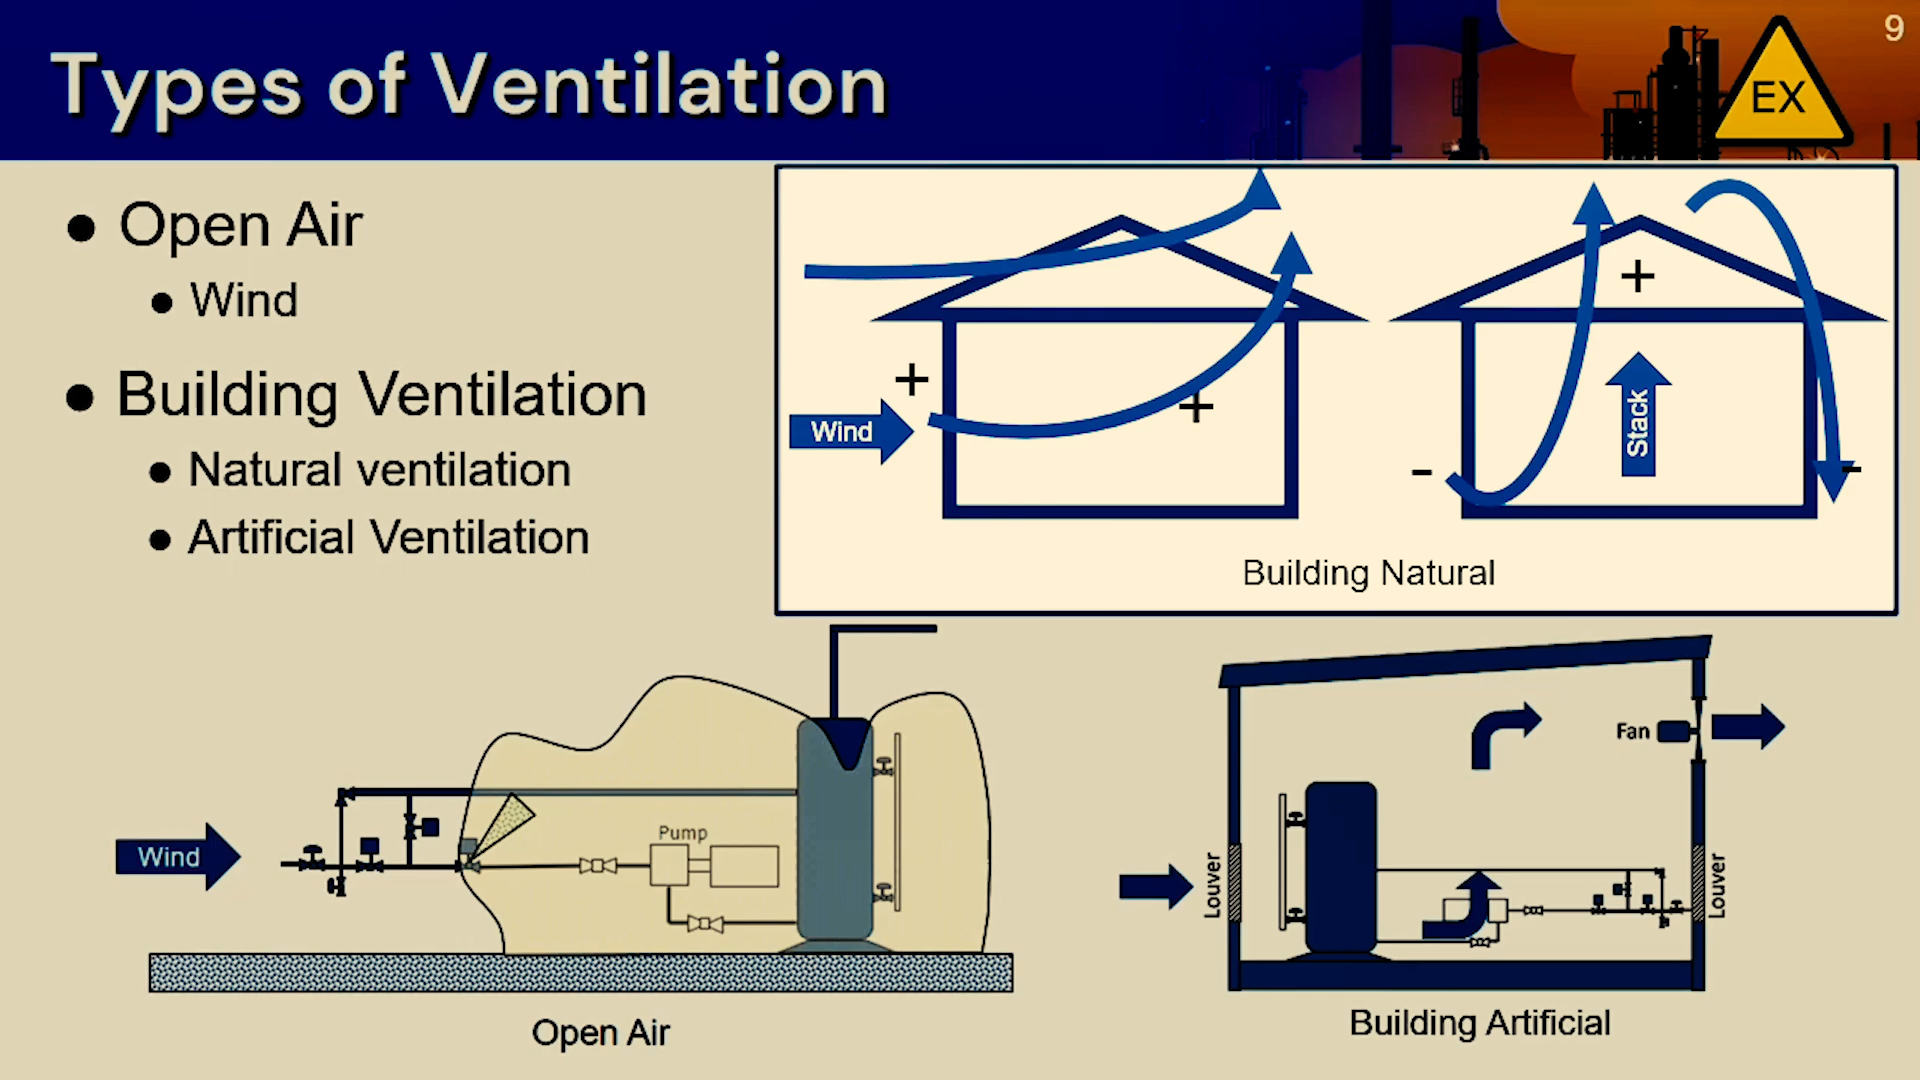 Types of Ventilation
EX
9
● Open Air
● Wind
● Building Ventilation
● Natural ventilation
● Artificial Ventilation
+
+
Wind
+
Stack
-
-
Building Natural
Wind
Pump
Open Air
Fan
Louver
Louver
Building Artificial